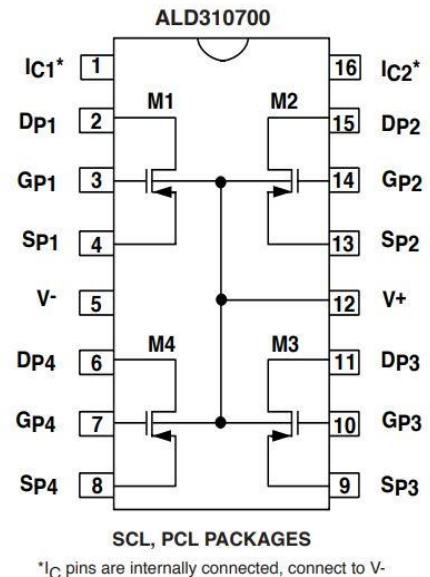 ALD310700
IC1* 1 16 IC2*
M1 M2
DP1 2 15 DP2
GP1 3 14 GP2
SP1 4 13 SP2
V- 5 12 V+
M4 M3
DP4 6 11 DP3
GP4 7 10 GP3
SP4 8 9 SP3
SCL, PCL PACKAGES
*IC pins are internally connected, connect to V-